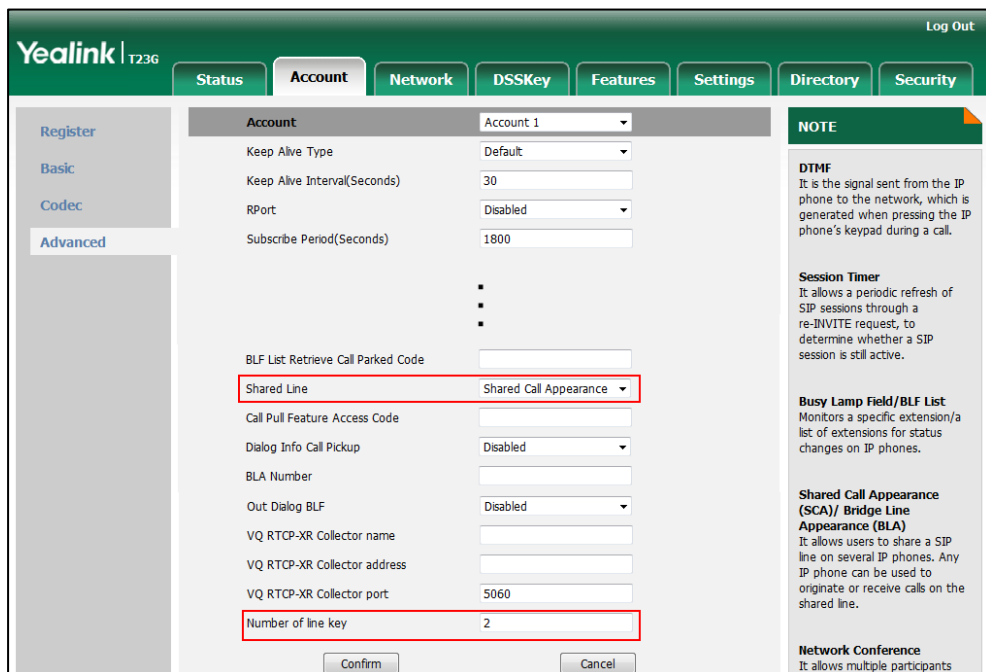 Log Out
Yealink T23G
Status Account Network DSSKey Features Settings Directory Security
Register
Basic
Codec
Advanced
Account Account 1
Keep Alive Type Default
Keep Alive Interval(Seconds) 30
RPort Disabled
Subscribe Period(Seconds) 1800
BLF List Retrieve Call Parked Code
Shared Line Shared Call Appearance
Call Pull Feature Access Code
Dialog Info Call Pickup Disabled
BLA Number
Out Dialog BLF Disabled
VQ RTCP-XR Collector name
VQ RTCP-XR Collector address
VQ RTCP-XR Collector port 5060
Number of line key 2
Confirm Cancel
NOTE
DTMF
It is the signal sent from the IP
phone to the network, which is
generated when pressing the IP
phone's keypad during a call.
Session Timer
It allows a periodic refresh of
SIP sessions through a
re-INVITE request, to
determine whether a SIP
session is still active.
Busy Lamp Field/BLF List
Monitors a specific extension/a
list of extensions for status
changes on IP phones.
Shared Call Appearance
(SCA)/ Bridge Line
Appearance (BLA)
It allows users to share a SIP
line on several IP phones. Any
IP phone can be used to
originate or receive calls on the
shared line.
Network Conference
It allows multiple participants